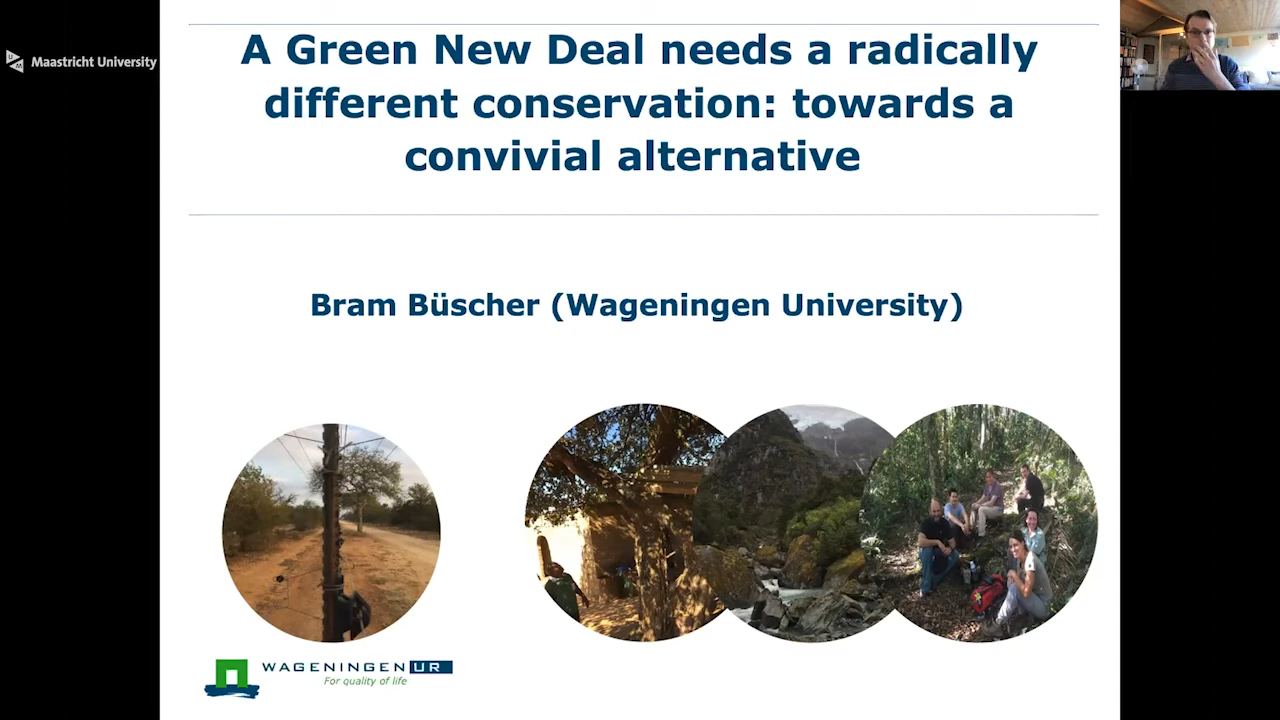 Maastricht University
A Green New Deal needs a radically
different conservation: towards a
convivial alternative
Bram Büscher (Wageningen University)
WAGENINGEN UR
For quality of life